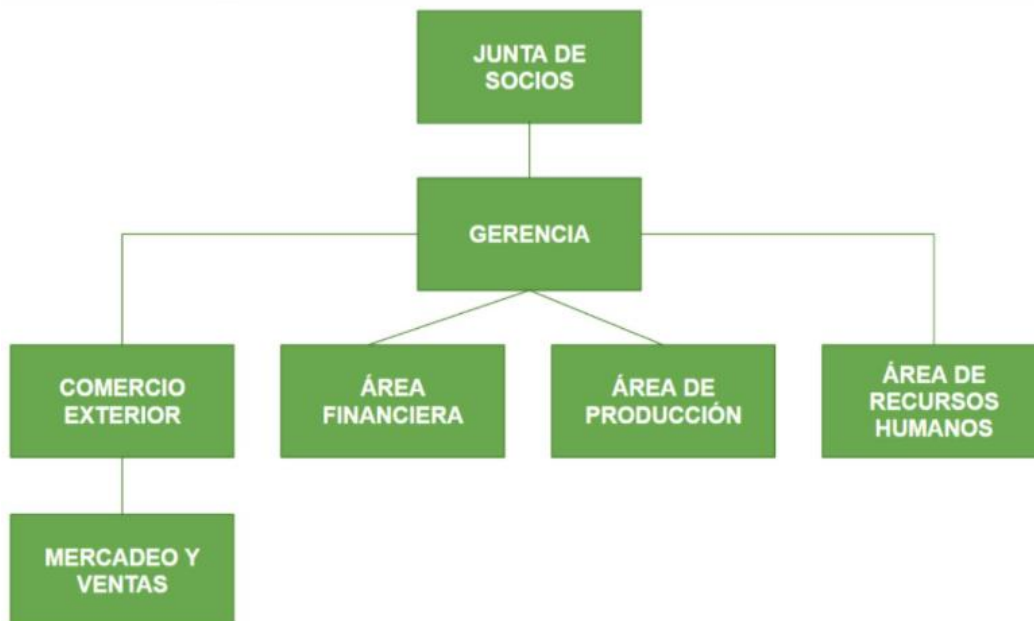 JUNTA DE
SOCIOS
GERENCIA
COMERCIO
EXTERIOR
ÁREA
FINANCIERA
ÁREA DE
PRODUCCIÓN
ÁREA DE
RECURSOS
HUMANOS
MERCADEO Y
VENTAS